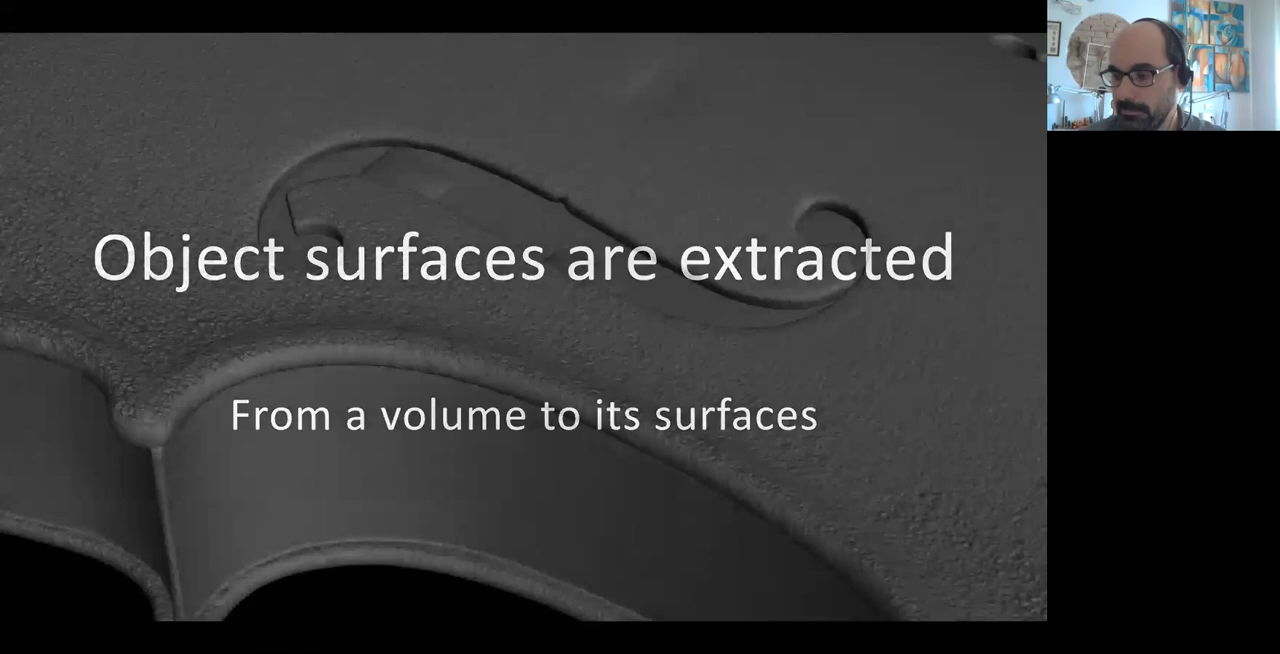 Object surfaces are extracted
From a volume to its surfaces